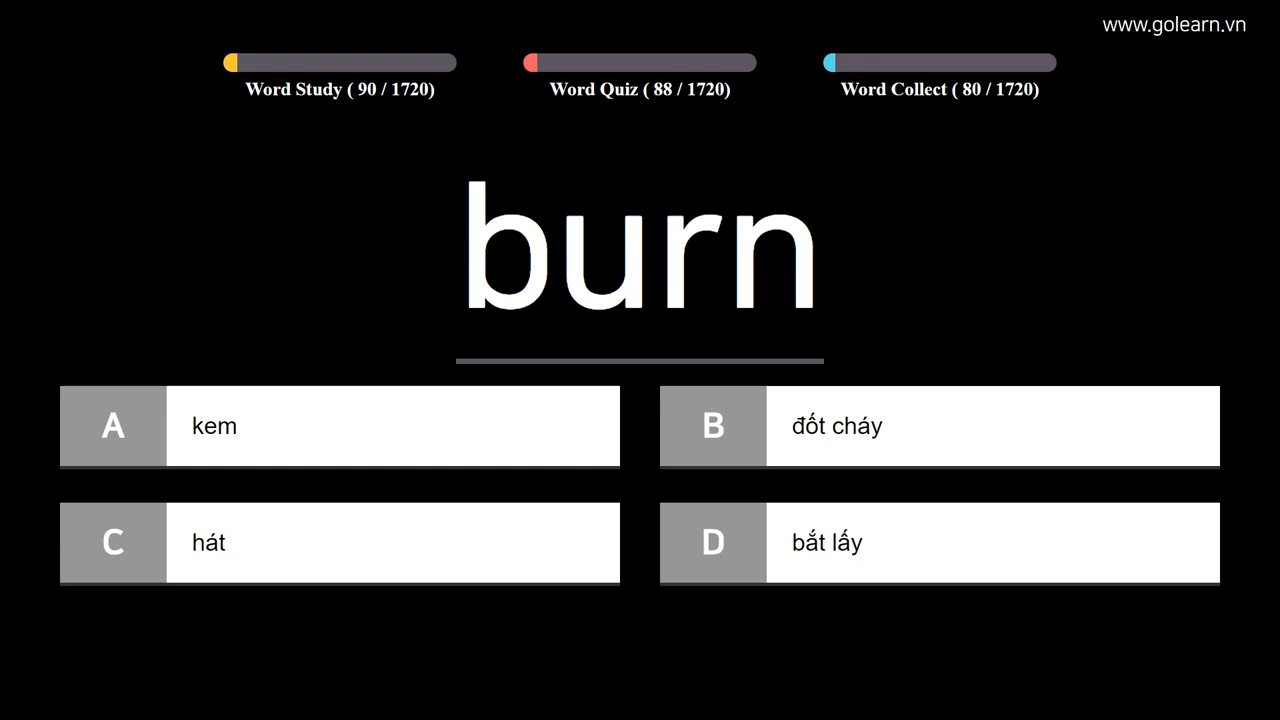 www.golearn.vn
Word Study ( 90 / 1720)
Word Quiz ( 88 / 1720)
Word Collect ( 80 / 1720)
burn
A kem
B đốt cháy
C hát
D bắt lấy